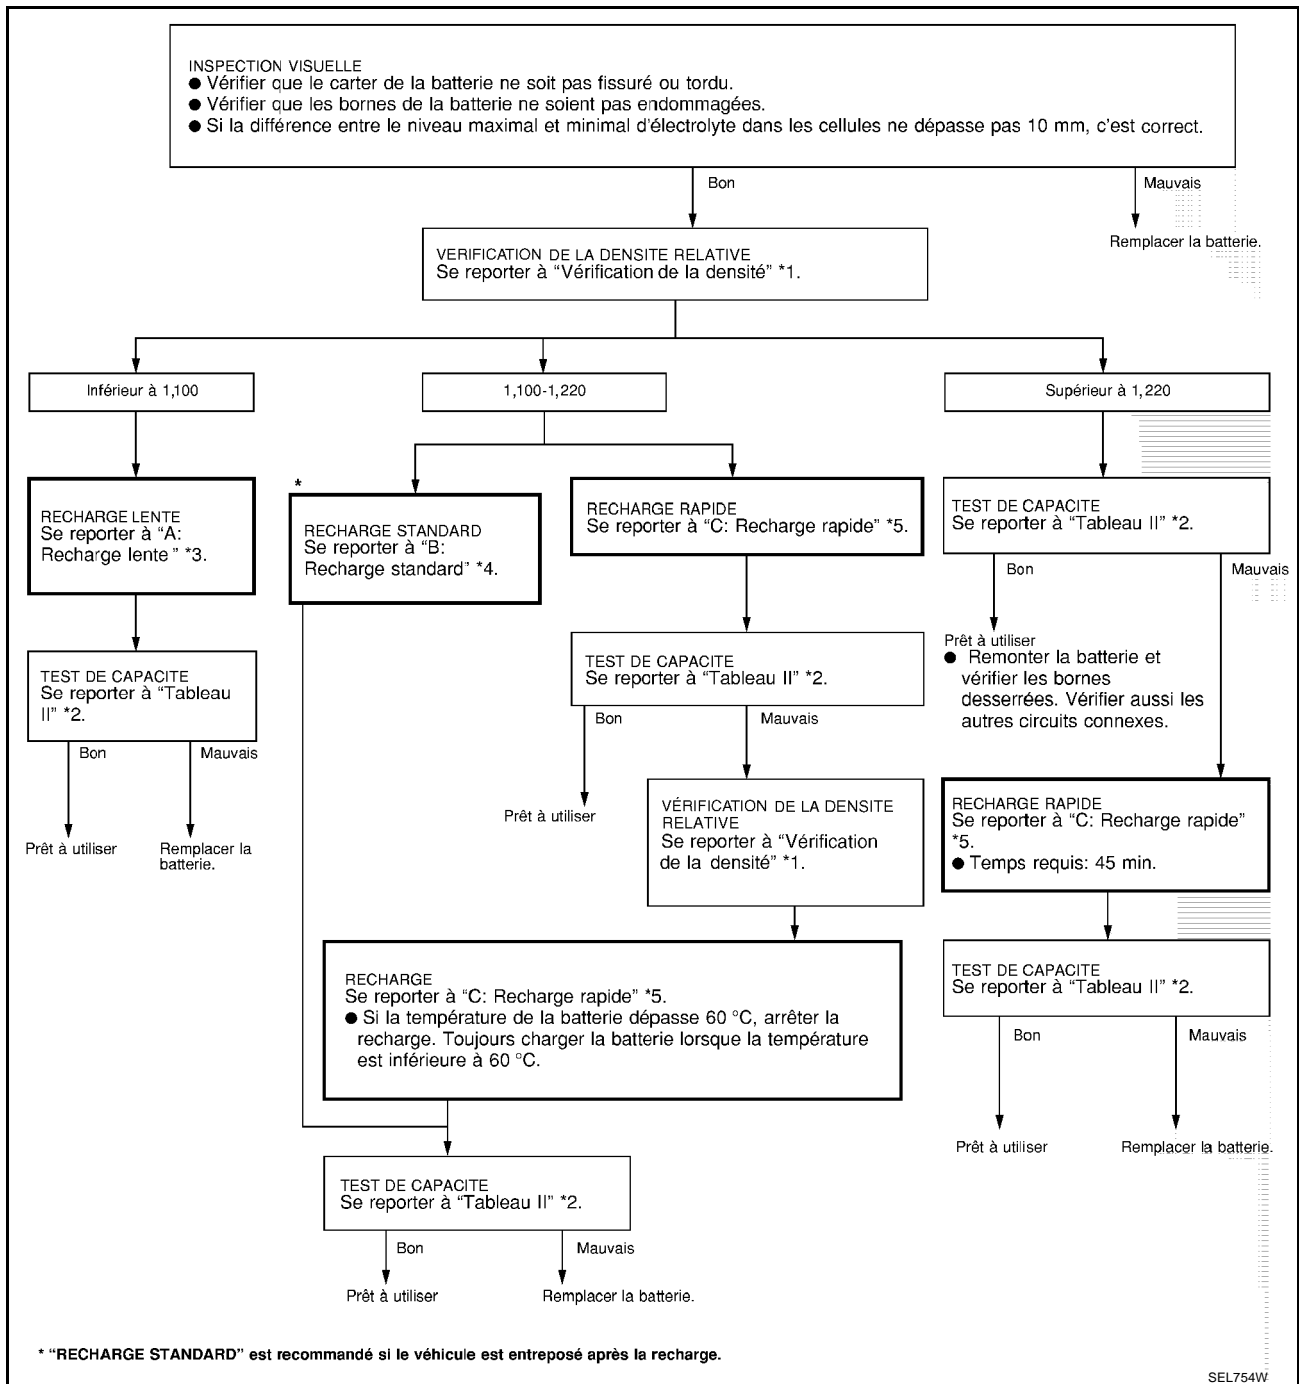 INSPECTION VISUELLE
● Vérifier que le carter de la batterie ne soit pas fissuré ou tordu.
● Vérifier que les bornes de la batterie ne soient pas endommagées.
● Si la différence entre le niveau maximal et minimal d'électrolyte dans les cellules ne dépasse pas 10 mm, c'est correct.
Bon
Mauvais
Remplacer la batterie.
VERIFICATION DE LA DENSITE RELATIVE
Se reporter à “Vérification de la densité” *1.
Inférieur à 1,100
1,100-1,220
Supérieur à 1,220
RECHARGE LENTE
Se reporter à “A:
Recharge lente” *3.
TEST DE CAPACITE
Se reporter à “Tableau
II” *2.
Bon
Mauvais
Prêt à utiliser
Remplacer la
batterie.
*
RECHARGE STANDARD
Se reporter à “B:
Recharge standard” *4.
RECHARGE RAPIDE
Se reporter à “C: Recharge rapide” *5.
TEST DE CAPACITE
Se reporter à “Tableau II” *2.
Bon
Mauvais
Prêt à utiliser
VÉRIFICATION DE LA DENSITE
RELATIVE
Se reporter à “Vérification
de la densité” *1.
RECHARGE
Se reporter à “C: Recharge rapide” *5.
● Si la température de la batterie dépasse 60 °C, arrêter la
recharge. Toujours charger la batterie lorsque la température
est inférieure à 60 °C.
TEST DE CAPACITE
Se reporter à “Tableau II” *2.
Bon
Mauvais
Prêt à utiliser
Remplacer la batterie.
TEST DE CAPACITE
Se reporter à “Tableau II” *2.
Bon
Mauvais
Prêt à utiliser
● Remonter la batterie et
vérifier les bornes
desserrées. Vérifier aussi les
autres circuits connexes.
RECHARGE RAPIDE
Se reporter à “C: Recharge rapide”
*5.
● Temps requis: 45 min.
TEST DE CAPACITE
Se reporter à “Tableau II” *2.
Bon
Mauvais
Prêt à utiliser
Remplacer la batterie.
* “RECHARGE STANDARD” est recommandé si le véhicule est entreposé après la recharge.
SEL754W